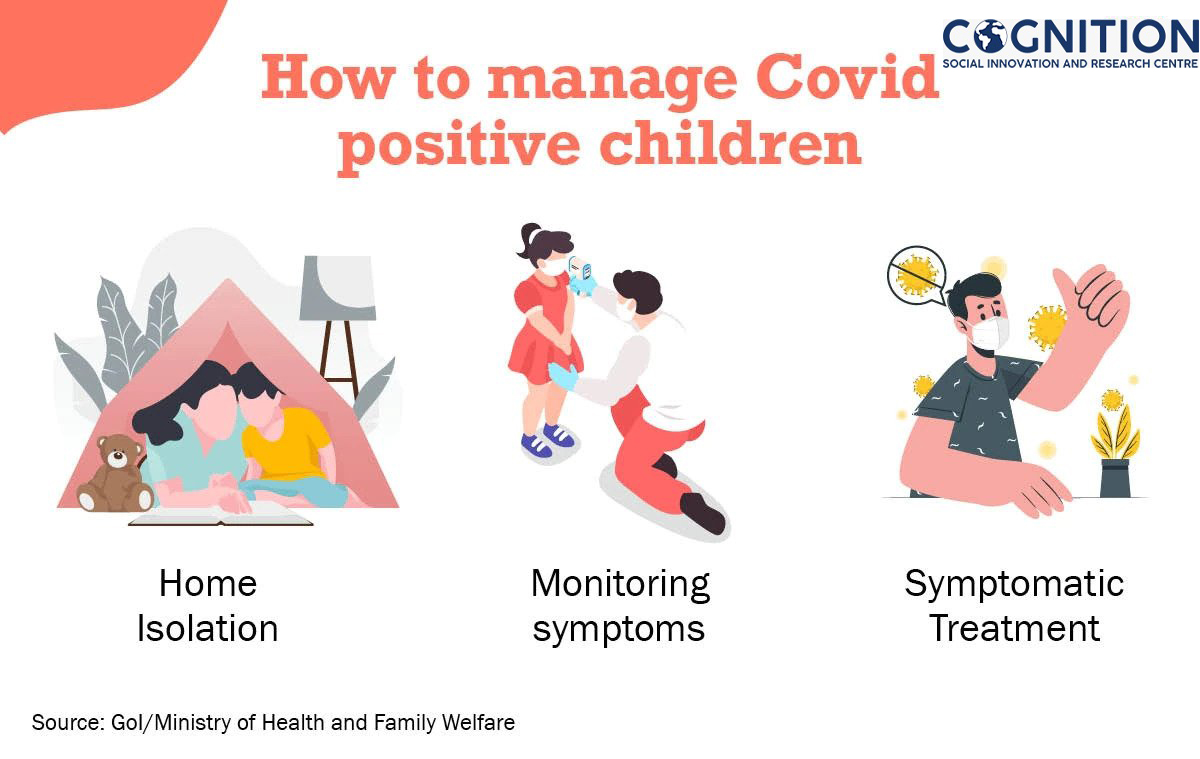 COGNITION
SOCIAL INNOVATION AND RESEARCH CENTRE
How to manage Covid
positive children
Home
Isolation
Monitoring
symptoms
Symptomatic
Treatment
Source: GoI/Ministry of Health and Family Welfare